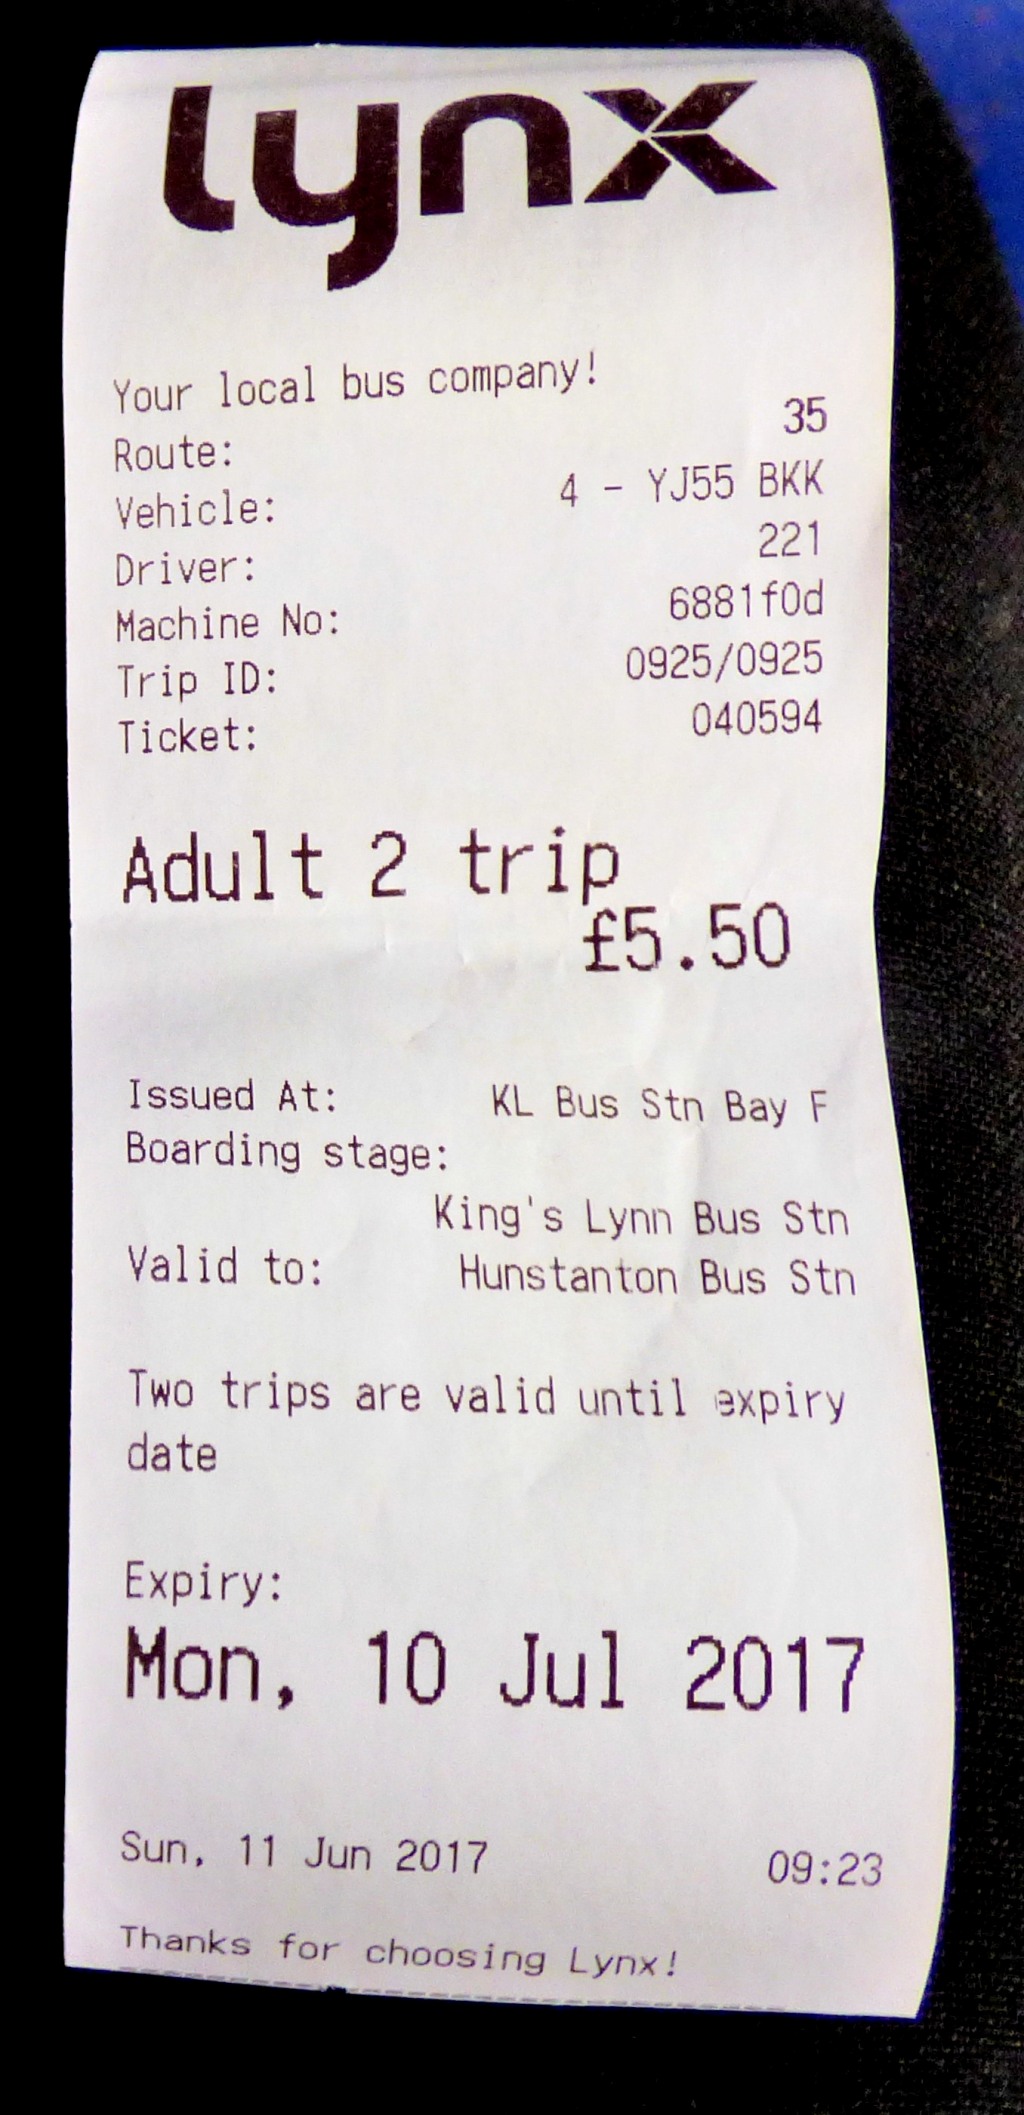 lynx
Your local bus company!
Route: 35
Vehicle: 4 - YJ55 BKK
Driver: 221
Machine No: 6881f0d
Trip ID: 0925/0925
Ticket: 040594
Adult 2 trip
£5.50
Issued At: KL Bus Stn Bay F
Boarding stage:
King's Lynn Bus Stn
Valid to: Hunstanton Bus Stn
Two trips are valid until expiry
date
Expiry:
Mon, 10 Jul 2017
Sun, 11 Jun 2017 09:23
Thanks for choosing Lynx!